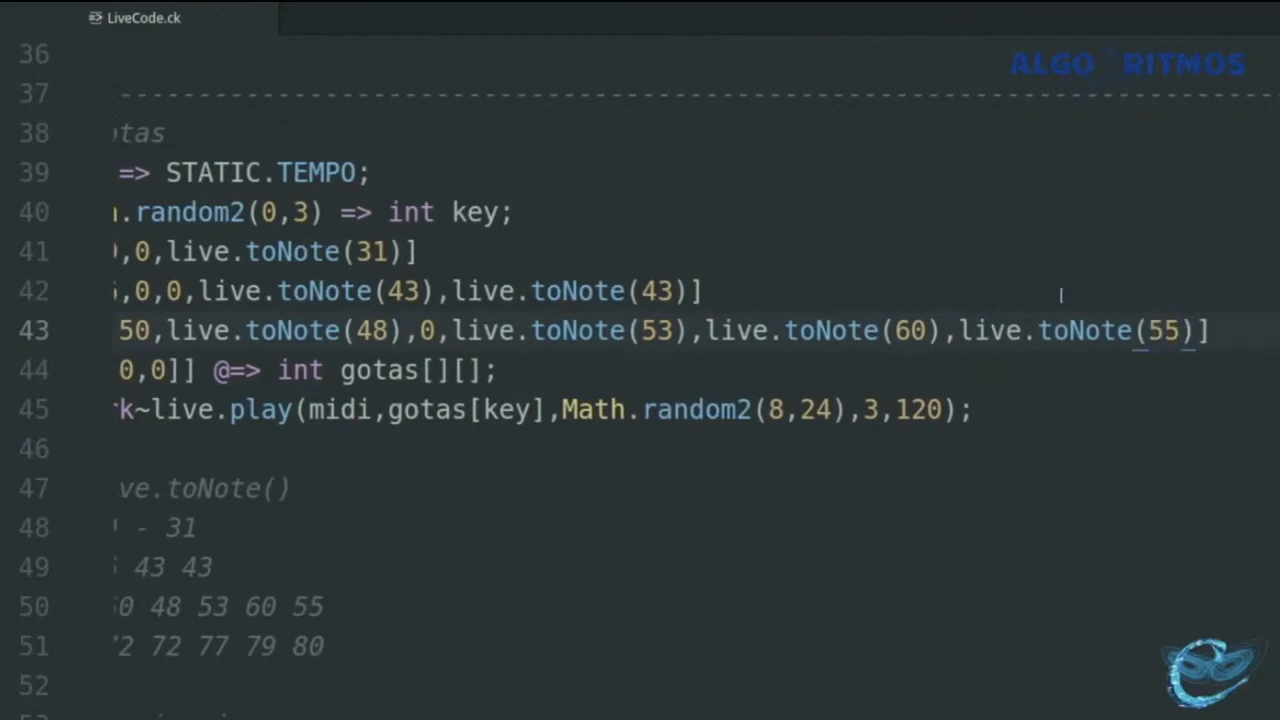 LiveCode.ck
ALGO`RITMOS
36
37 --------------------------------------------------------------------------
38 otas
39 => STATIC.TEMPO;
40 .random2(0,3) => int key;
41 ,0,live.toNote(31)]
42 ,0,0,live.toNote(43),live.toNote(43)]
43 50,live.toNote(48),0,live.toNote(53),live.toNote(60),live.toNote(55)]
44 0,0]] @=> int gotas[][];
45 rk~live.play(midi,gotas[key],Math.random2(8,24),3,120);
46
47 ve.toNote()
48 - 31
49 43 43
50 0 48 53 60 55
51 72 72 77 79 80
52